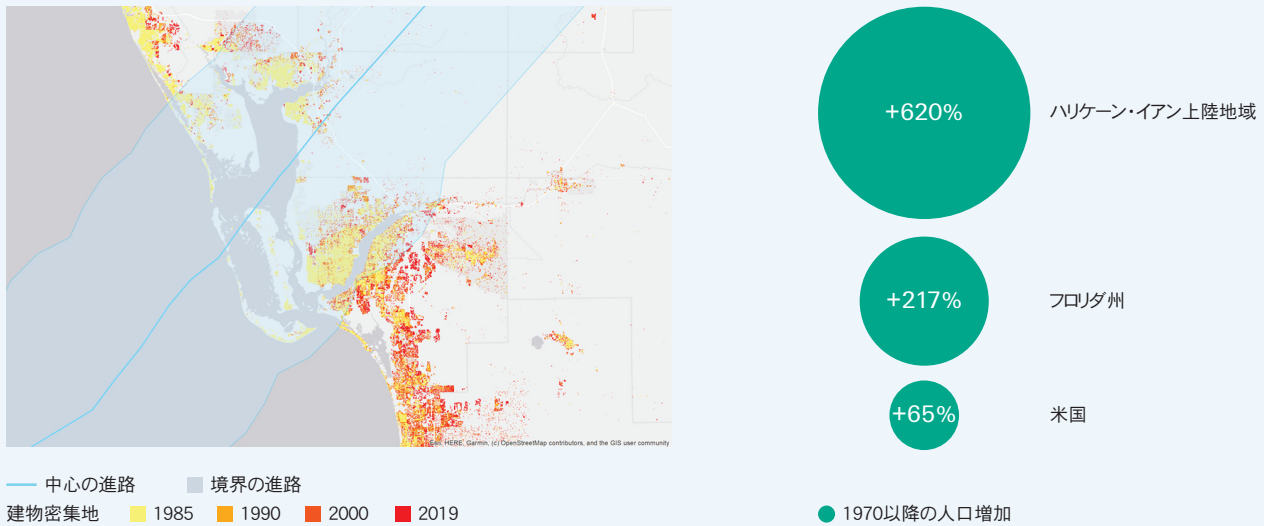 +620%
ハリケーン・イアン上陸地域
+217%
フロリダ州
+65%
米国
Esri, HERE, Garmin, (c) OpenStreetMap contributors, and the GIS user community
中心の進路 境界の進路
建物密集地 1985 1990 2000 2019
1970以降の人口増加